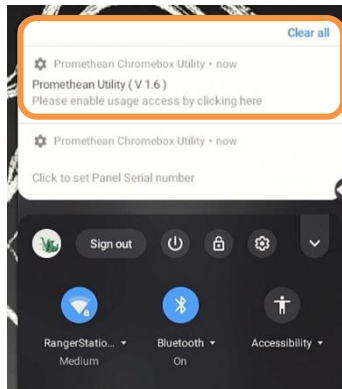 Clear all
Promethean Chromebox Utility • now
Promethean Utility ( V 1.6 )
Please enable usage access by clicking here
Promethean Chromebox Utility • now
Click to set Panel Serial number
Sign out
RangerStatio...
Bluetooth
Accessibility
Medium
On